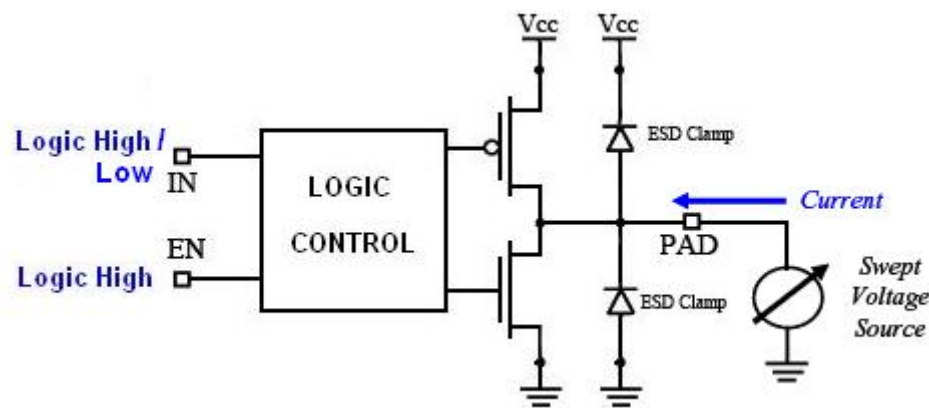 Vcc
Vcc
ESD Clamp
Logic High /
Low
IN
LOGIC
CONTROL
Current
EN
PAD
Logic High
ESD Clamp
Swept
Voltage
Source